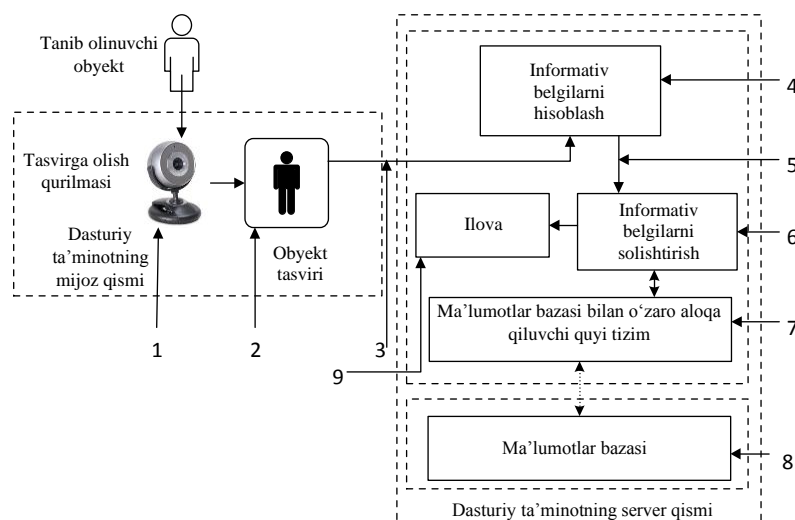 Tanib olinuvchi
obyekt
Tasvirga olish
qurilmasi
Dasturiy
ta’minotning
mijoz qismi
Obyekt
tasviri
1
2
3
9
Informativ
belgilarni
hisoblash
4
5
Ilova
Informativ
belgilarni
solishtirish
6
Ma’lumotlar bazasi bilan o‘zaro aloqa
qiluvchi quyi tizim
7
Ma’lumotlar bazasi
8
Dasturiy ta’minotning server qismi